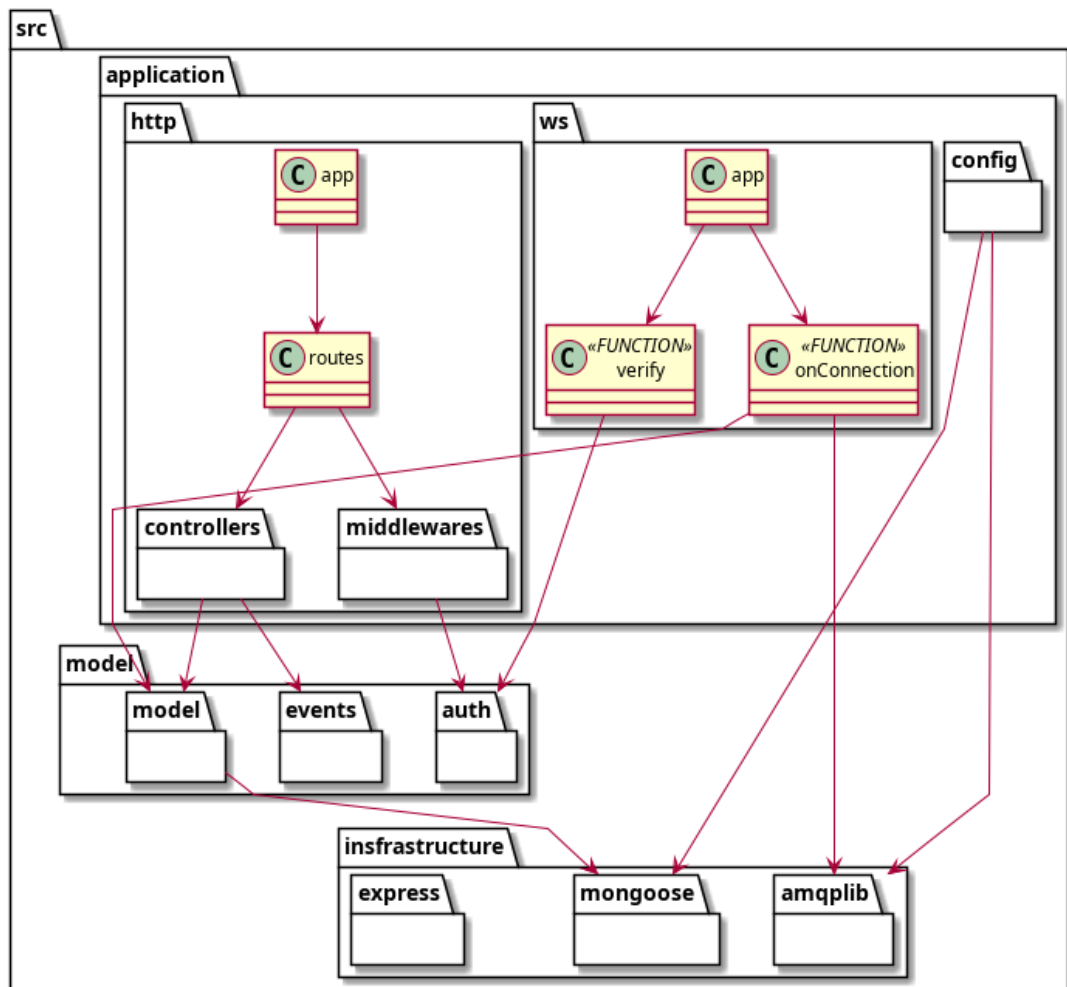 src
application
http
ws
config
C app
C app
C routes
C «FUNCTION»
verify
C «FUNCTION»
onConnection
controllers
middlewares
model
model
events
auth
insfrastructure
express
mongoose
amqplib